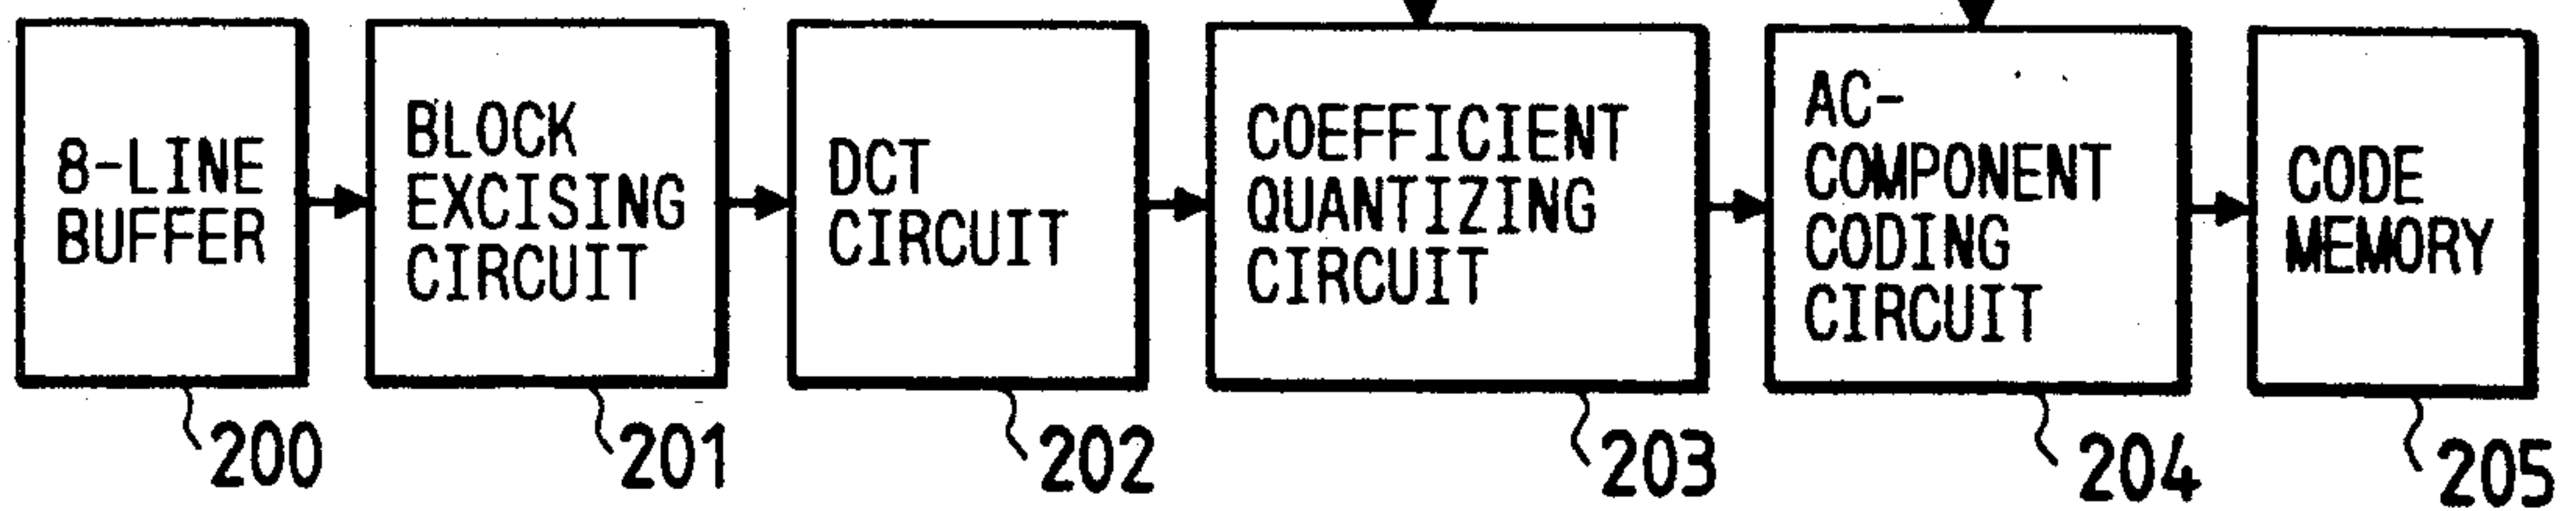 8-LINE
BUFFER
BLOCK
EXCISING
CIRCUIT
DCT
CIRCUIT
COEFFICIENT
QUANTIZING
CIRCUIT
AC-
COMPONENT
CODING
CIRCUIT
CODE
MEMORY
200
201
202
203
204
205